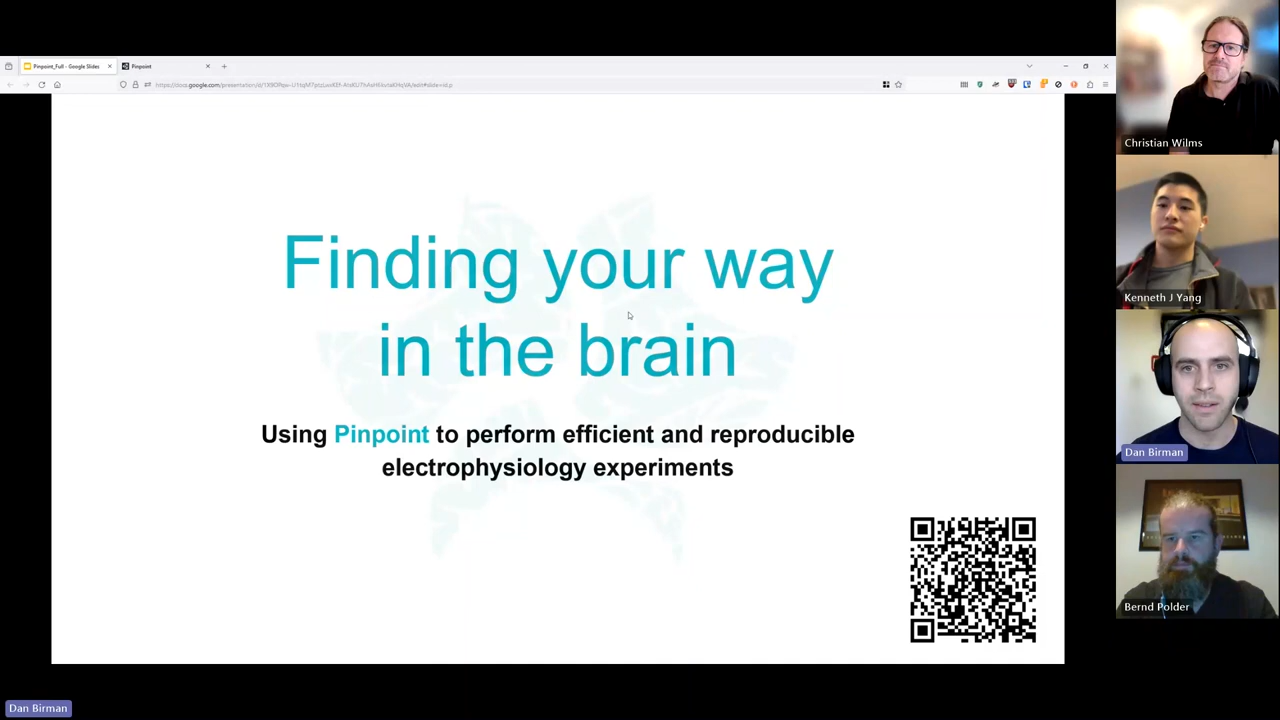 Pinpoint_Full - Google Slides
Pinpoint
Finding your way
in the brain
Using Pinpoint to perform efficient and reproducible
electrophysiology experiments
Christian Wilms
Kenneth J Yang
Dan Birman
Bernd Polder
Dan Birman